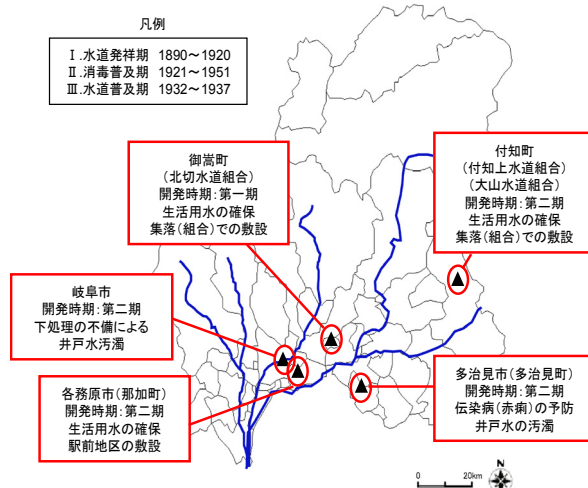 凡例
Ⅰ.水道発祥期 1890～1920
Ⅱ.消毒普及期 1921～1951
Ⅲ.水道普及期 1932～1937
御嵩町
(北切水道組合)
開発時期:第一期
生活用水の確保
集落(組合)での敷設
付知町
(付知上水道組合)
(大山水道組合)
開発時期:第二期
生活用水の確保
集落(組合)での敷設
岐阜市
開発時期:第二期
下処理の不備による
井戸水汚濁
各務原市(那加町)
開発時期:第二期
生活用水の確保
駅前地区の敷設
多治見市(多治見町)
開発時期:第二期
伝染病(赤痢)の予防
井戸水の汚濁
0 20km
N